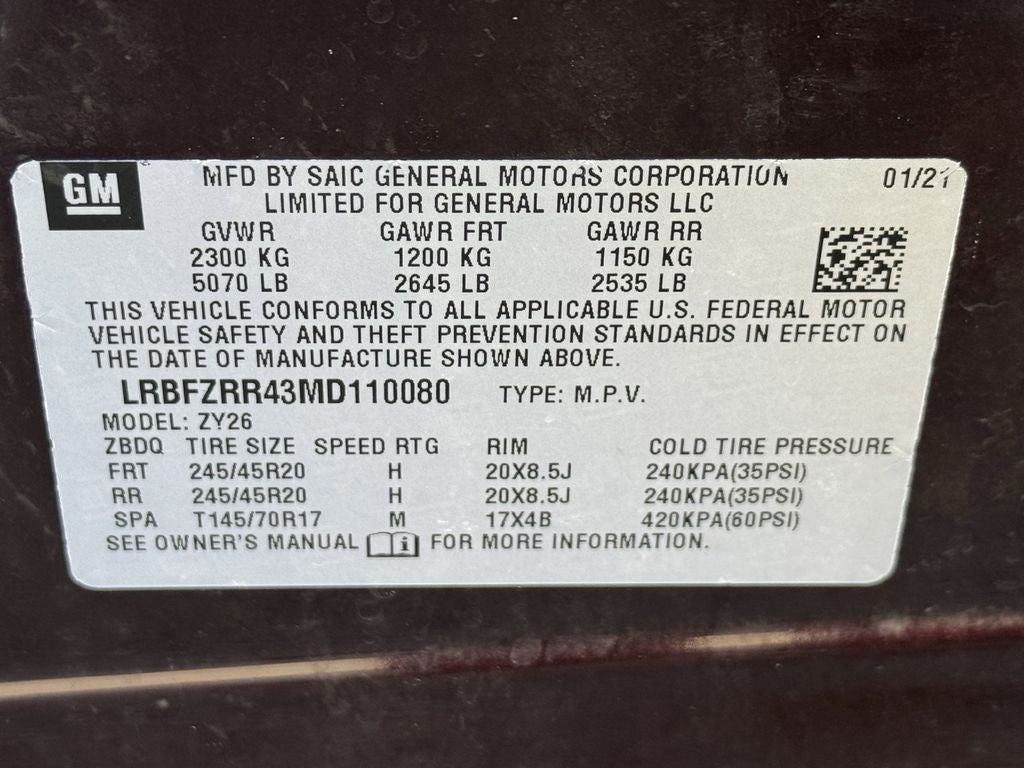 GM
MFD BY SAIC GENERAL MOTORS CORPORATION 01/21
LIMITED FOR GENERAL MOTORS LLC
GVWR GAWR FRT GAWR RR
2300 KG 1200 KG 1150 KG
5070 LB 2645 LB 2535 LB
THIS VEHICLE CONFORMS TO ALL APPLICABLE U.S. FEDERAL MOTOR
VEHICLE SAFETY AND THEFT PREVENTION STANDARDS IN EFFECT ON
THE DATE OF MANUFACTURE SHOWN ABOVE.
LRBFZRR43MD110080 TYPE: M.P.V.
MODEL: ZY26
ZBDQ TIRE SIZE SPEED RTG RIM COLD TIRE PRESSURE
FRT 245/45R20 H 20X8.5J 240KPA(35PSI)
RR 245/45R20 H 20X8.5J 240KPA(35PSI)
SPA T145/70R17 M 17X4B 420KPA(60PSI)
SEE OWNER'S MANUAL i FOR MORE INFORMATION.